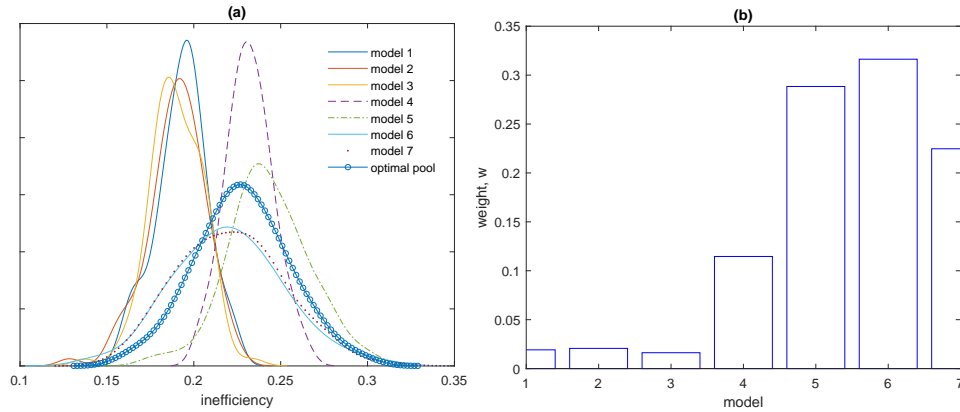 (a)
model 1
model 2
model 3
model 4
model 5
model 6
model 7
optimal pool
0.1 0.15 0.2 0.25 0.3 0.35
inefficiency
(b)
0.35
0.3
0.25
0.2
0.15
0.1
0.05
0
weight, w
1 2 3 4 5 6 7
model